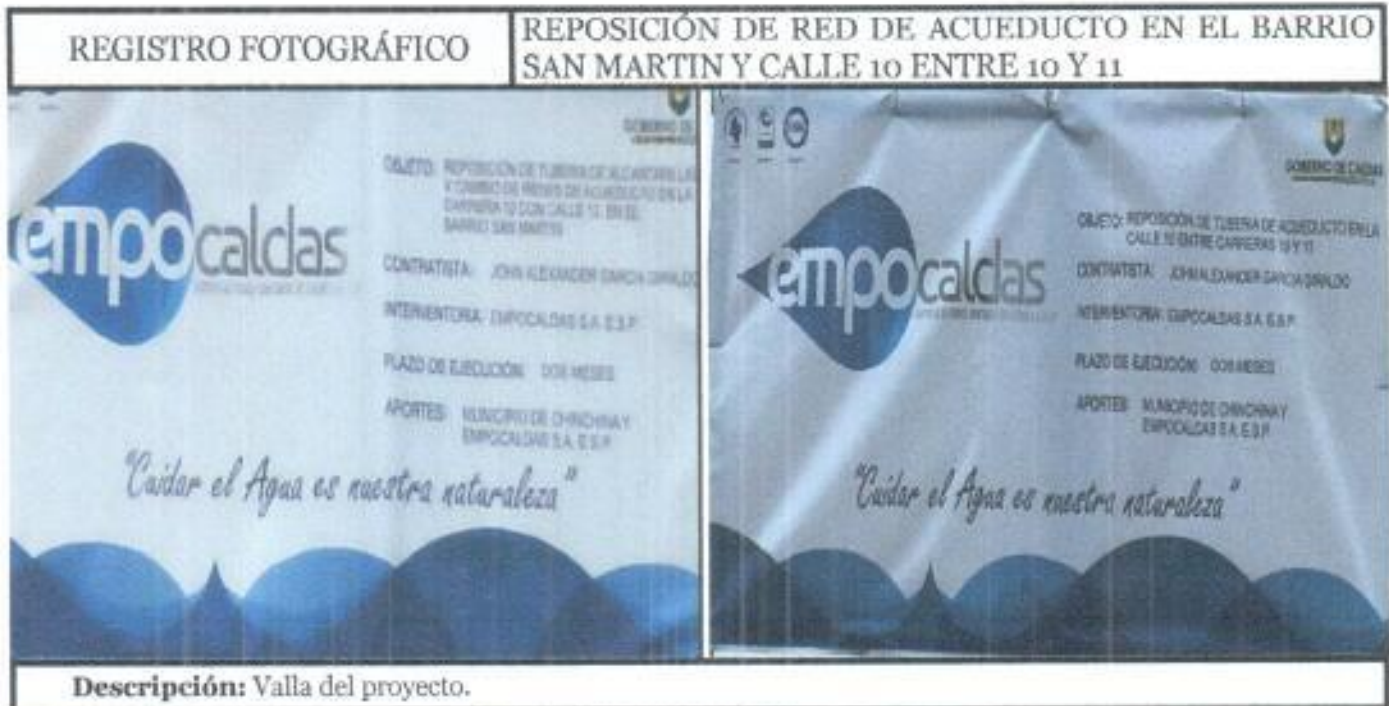 REGISTRO FOTOGRÁFICO
REPOSICIÓN DE RED DE ACUEDUCTO EN EL BARRIO
SAN MARTIN Y CALLE 10 ENTRE 10 Y 11
GOBIERNO DE
OBJETO: REPOSICIÓN DE TUBERIA DE ALCANTARILLADO
Y CAMBIO DE REDES DE ACUEDUCTO EN LA
CARRERA 10 CON CALLE 12, EN EL
BARRIO SAN MARTIN
empocaldas
CONTRATISTA: JOHN ALEXANDER GARCIA GIRALDO
INTERVENTORIA: EMPOCALDAS S.A. E.S.P.
PLAZO DE EJECUCIÓN: DOS MESES
APORTES: MUNICIPIO DE CHINCHINA Y
EMPOCALDAS S.A. E.S.P.
"Cuidar el Agua es nuestra naturaleza"
GOBIERNO DE CALDAS
OBJETO: REPOSICIÓN DE TUBERIA DE ACUEDUCTO EN LA
CALLE 10 ENTRE CARRERAS 10 Y 11
empocaldas
CONTRATISTA: JOHN ALEXANDER GARCIA GIRALDO
INTERVENTORIA: EMPOCALDAS S.A. E.S.P.
PLAZO DE EJECUCIÓN: DOS MESES
APORTES: MUNICIPIO DE CHINCHINA Y
EMPOCALDAS S.A. E.S.P.
"Cuidar el Agua es nuestra naturaleza"
Descripción: Valla del proyecto.